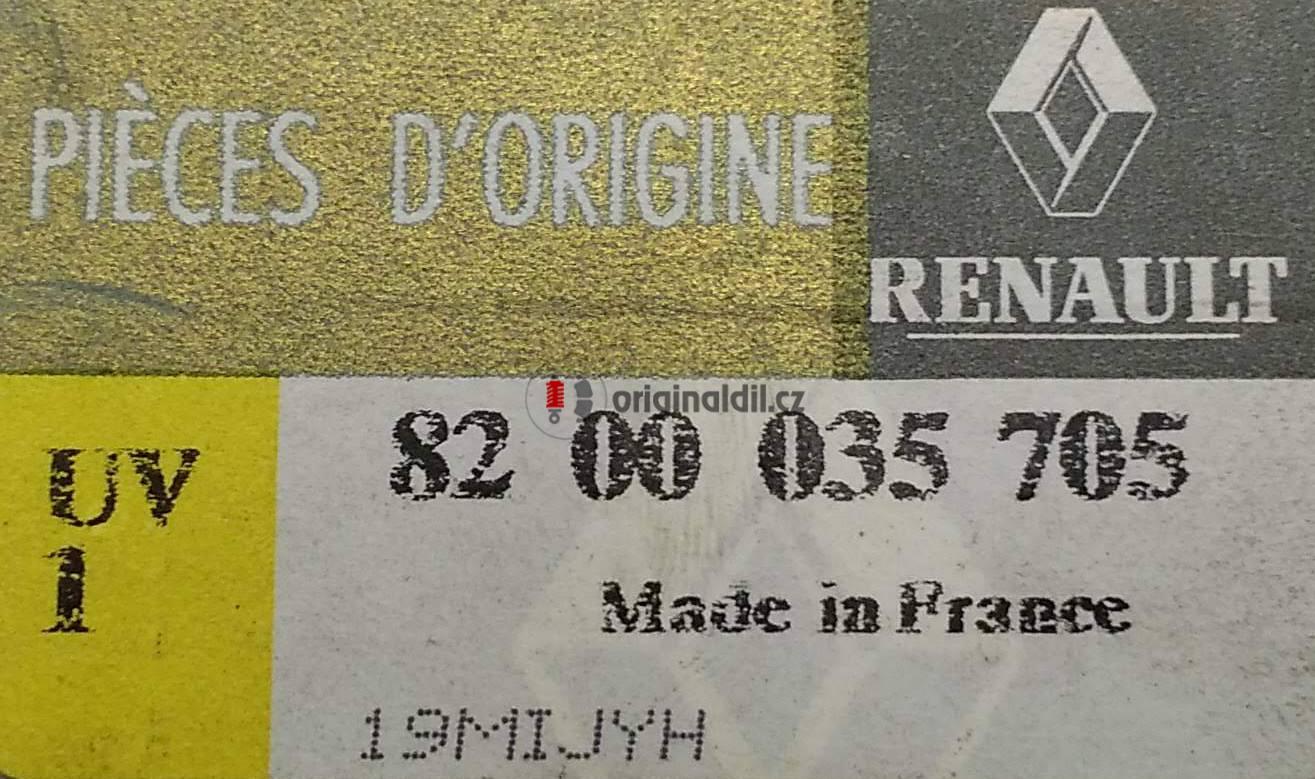 PIÈCES D'ORIGINE
RENAULT
originaldil.cz
82 00 035 705
UV
1
Made in France
19MIJYH